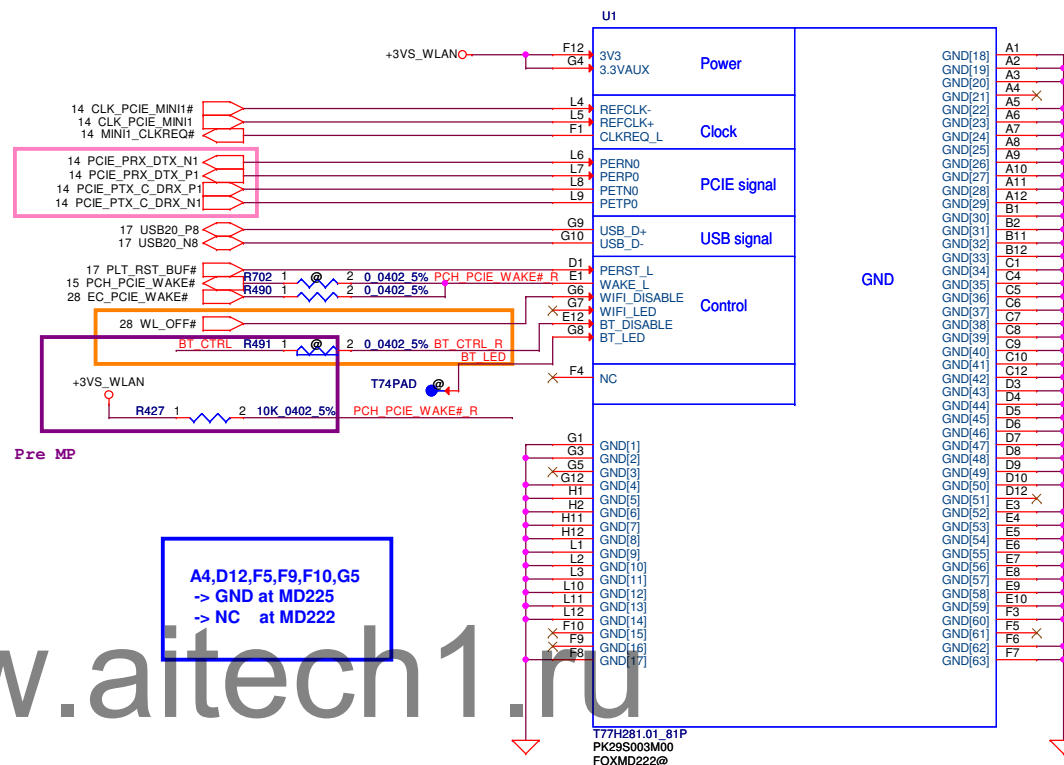 U1
+3VS_WLAN
F12 3V3
G4 3.3VAUX
Power
14 CLK_PCIE_MINI1# L4 REFCLK-
14 CLK_PCIE_MINI1 L5 REFCLK+
14 MINI1_CLKREQ# F1 CLKREQ_L
Clock
14 PCIE_PRX_DTX_N1 L6 PERN0
14 PCIE_PRX_DTX_P1 L7 PERP0
14 PCIE_PTX_C_DRX_P1 L8 PETN0
14 PCIE_PTX_C_DRX_N1 L9 PETP0
PCIE signal
17 USB20_P8 G9 USB_D+
17 USB20_N8 G10 USB_D-
USB signal
17 PLT_RST_BUF# D1 PERST_L
15 PCH_PCIE_WAKE# R702 1 @ 2 0_0402_5% PCH_PCIE_WAKE#_R E1 WAKE_L
28 EC_PCIE_WAKE# R490 1 2 0_0402_5% G6 WIFI_DISABLE
G7 WIFI_LED
28 WL_OFF# E12 BT_DISABLE
G8 BT_LED
Control
BT_CTRL R491 1 @ 2 0_0402_5% BT_CTRL_R
BT_LED
+3VS_WLAN
T74PAD @
F4 NC
R427 1 2 10K_0402_5% PCH_PCIE_WAKE#_R
Pre MP
G1 GND[1]
G3 GND[2]
G5 GND[3]
G12 GND[4]
H1 GND[5]
H2 GND[6]
H11 GND[7]
H12 GND[8]
L1 GND[9]
L2 GND[10]
L3 GND[11]
L10 GND[12]
L11 GND[13]
L12 GND[14]
F10 GND[15]
F9 GND[16]
F8 GND[17]
GND
GND[18] A1
GND[19] A2
GND[20] A3
GND[21] A4
GND[22] A5
GND[23] A6
GND[24] A7
GND[25] A8
GND[26] A9
GND[27] A10
GND[28] A11
GND[29] A12
GND[30] B1
GND[31] B2
GND[32] B11
GND[33] B12
GND[34] C1
GND[35] C4
GND[36] C5
GND[37] C6
GND[38] C7
GND[39] C8
GND[40] C9
GND[41] C10
GND[42] C12
GND[43] D3
GND[44] D4
GND[45] D5
GND[46] D6
GND[47] D7
GND[48] D8
GND[49] D9
GND[50] D10
GND[51] D12
GND[52] E3
GND[53] E4
GND[54] E5
GND[55] E6
GND[56] E7
GND[57] E8
GND[58] E9
GND[59] E10
GND[60] F3
GND[61] F5
GND[62] F6
GND[63] F7
A4,D12,F5,F9,F10,G5
-> GND at MD225
-> NC at MD222
w.aitech1.ru
T77H281.01_81P
PK29S003M00
FOXMD222@